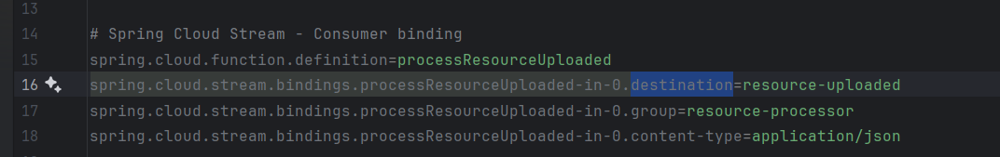 13
14 # Spring Cloud Stream - Consumer binding
15 spring.cloud.function.definition=processResourceUploaded
16 spring.cloud.stream.bindings.processResourceUploaded-in-0.destination=resource-uploaded
17 spring.cloud.stream.bindings.processResourceUploaded-in-0.group=resource-processor
18 spring.cloud.stream.bindings.processResourceUploaded-in-0.content-type=application/json